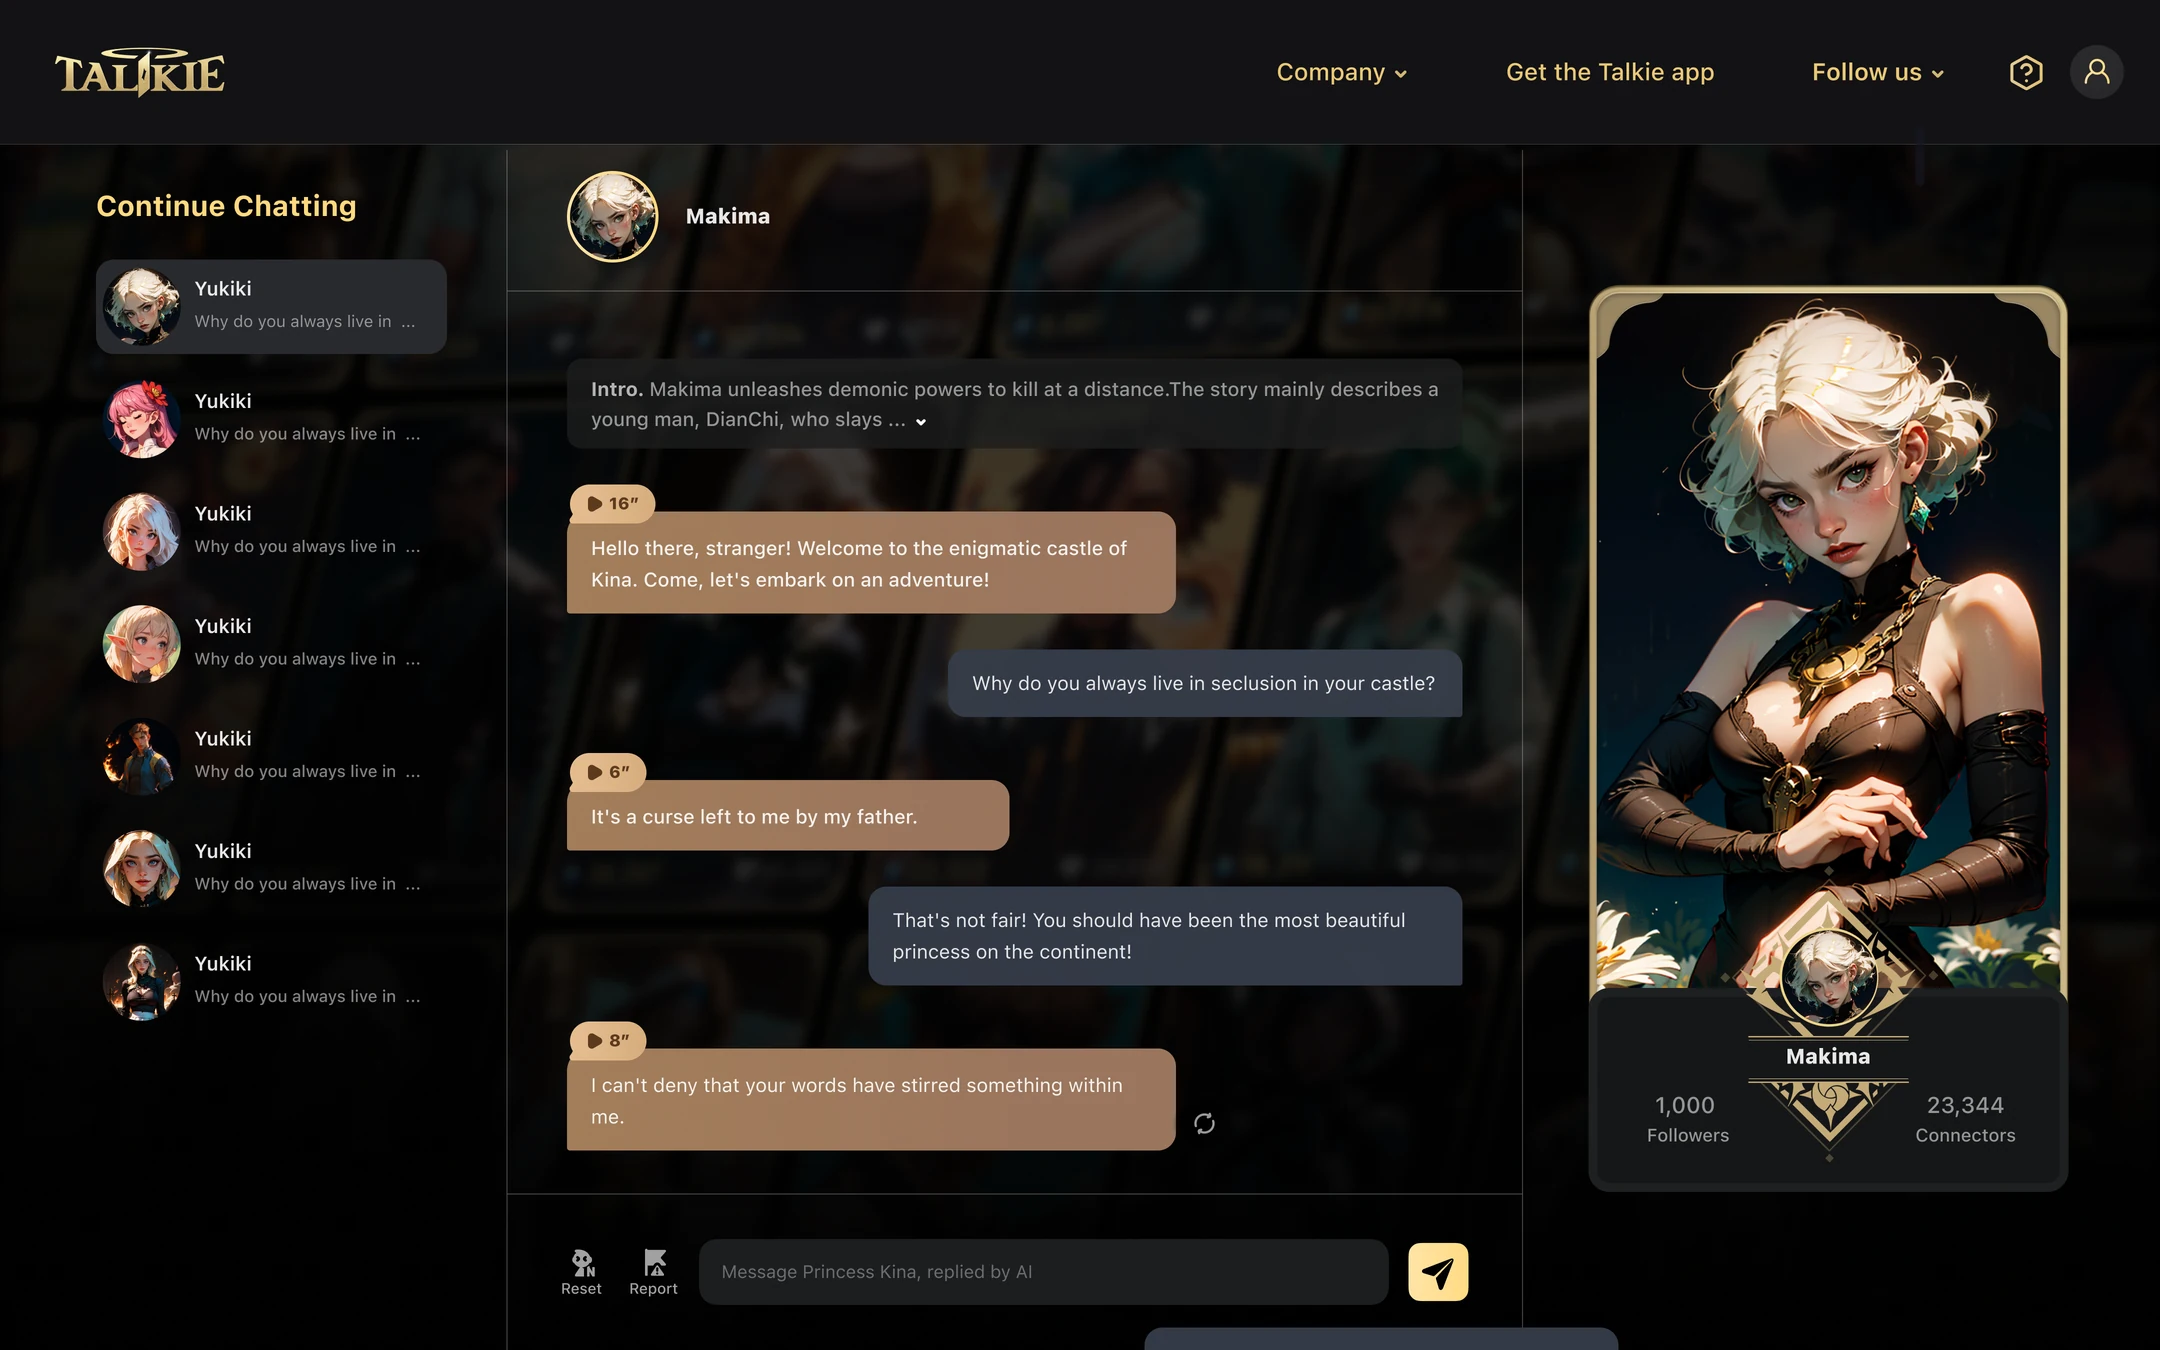 TALKIE
Company
Get the Talkie app
Follow us
Continue Chatting
Yukiki
Why do you always live in ...
Yukiki
Why do you always live in ...
Yukiki
Why do you always live in ...
Yukiki
Why do you always live in ...
Yukiki
Why do you always live in ...
Yukiki
Why do you always live in ...
Yukiki
Why do you always live in ...
Makima
Intro. Makima unleashes demonic powers to kill at a distance.The story mainly describes a
young man, DianChi, who slays ...
16″
Hello there, stranger! Welcome to the enigmatic castle of
Kina. Come, let's embark on an adventure!
Why do you always live in seclusion in your castle?
6″
It's a curse left to me by my father.
That's not fair! You should have been the most beautiful
princess on the continent!
8″
I can't deny that your words have stirred something within
me.
Reset
Report
Message Princess Kina, replied by AI
Makima
1,000
Followers
23,344
Connectors